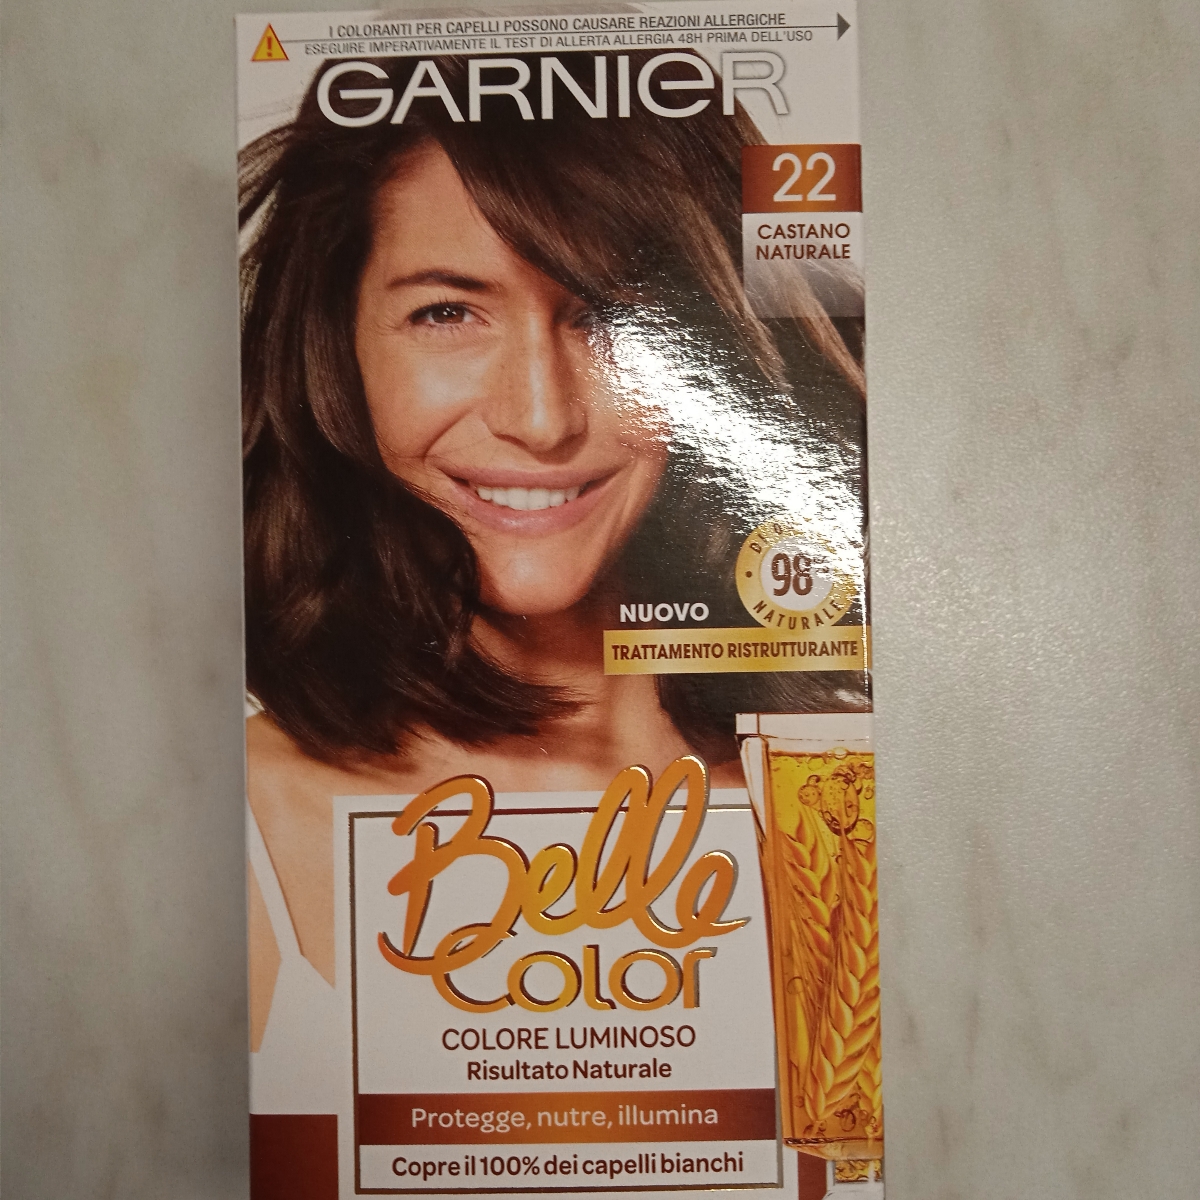 I COLORANTI PER CAPELLI POSSONO CAUSARE REAZIONI ALLERGICHE
ESEGUIRE IMPERATIVAMENTE IL TEST DI ALLERTA ALLERGIA 48H PRIMA DELL'USO
GARNIER
22
CASTANO
NATURALE
98%
NATURALE
NUOVO
TRATTAMENTO RISTRUTTURANTE
Belle
Color
COLORE LUMINOSO
Risultato Naturale
Protegge, nutre, illumina
Copre il 100% dei capelli bianchi